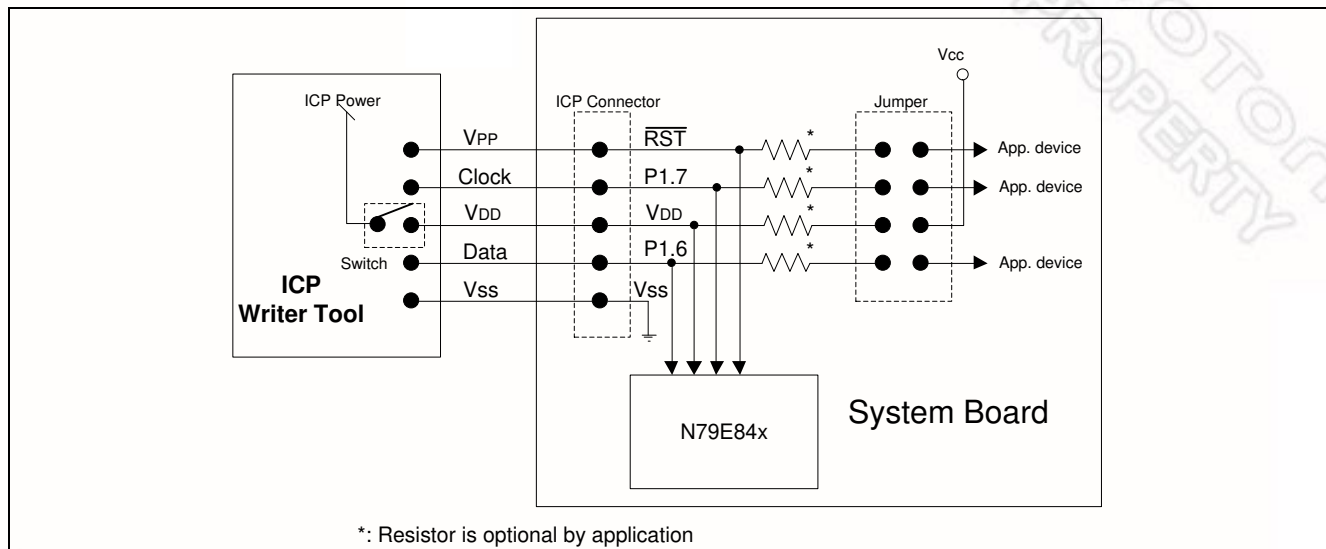 Vcc
ICP Power
ICP Connector
Jumper
VPP
RST
*
App. device
Clock
P1.7
*
App. device
VDD
VDD
*
Switch
Data
P1.6
*
App. device
ICP
Writer Tool
Vss
Vss
N79E84x
System Board
*: Resistor is optional by application
PROPERTY